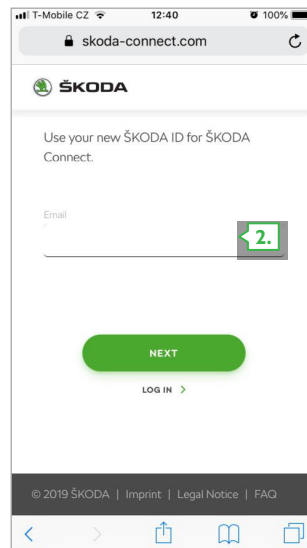 T-Mobile CZ 12:40 100%
skoda-connect.com
ŠKODA
Use your new ŠKODA ID for ŠKODA
Connect.
Email
2.
NEXT
LOG IN >
© 2019 ŠKODA | Imprint | Legal Notice | FAQ